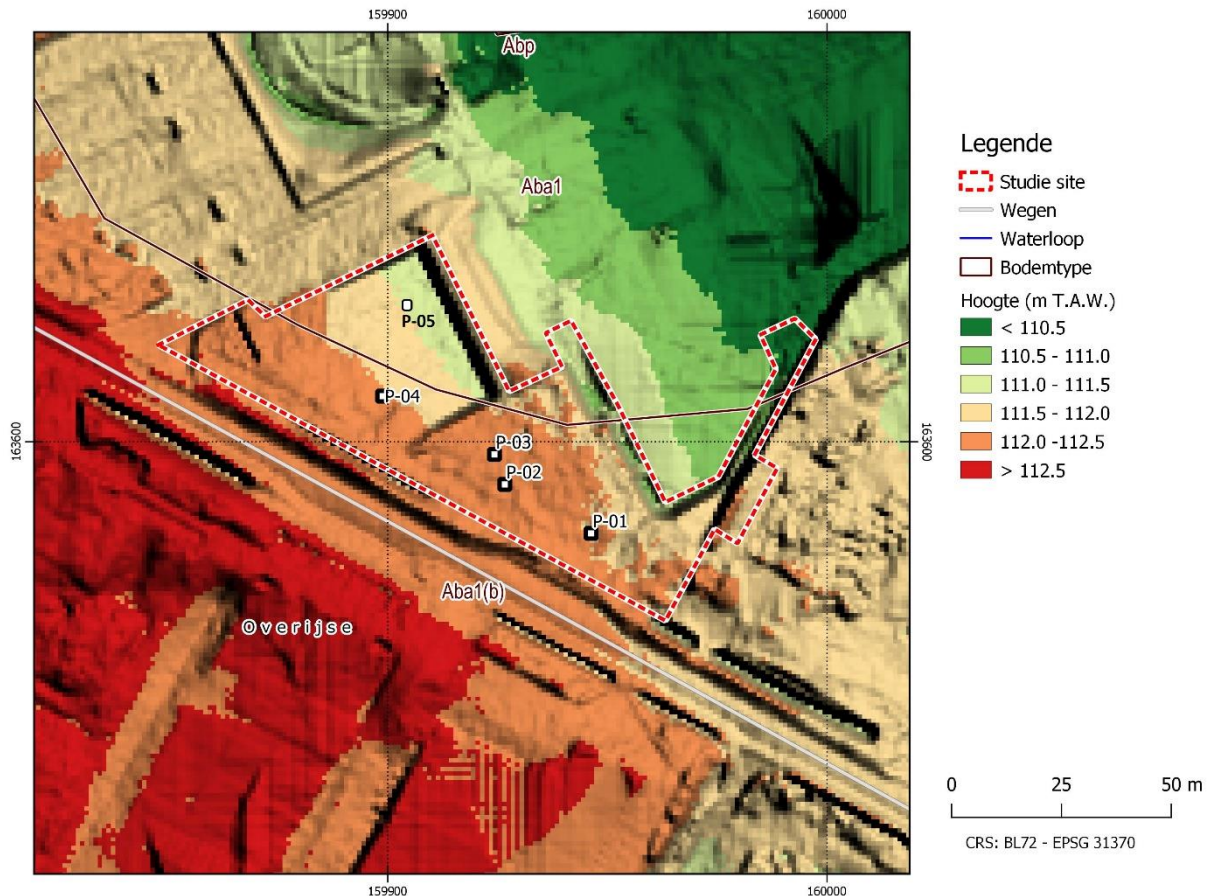 159900
160000
Abp
Aba1
P-05
P-04
163600
163600
P-03
P-02
P-01
Aba1(b)
Overijse
159900
160000
Legende
Studie site
Wegen
Waterloop
Bodemtype
Hoogte (m T.A.W.)
< 110.5
110.5 - 111.0
111.0 - 111.5
111.5 - 112.0
112.0 -112.5
> 112.5
0 25 50 m
CRS: BL72 - EPSG 31370